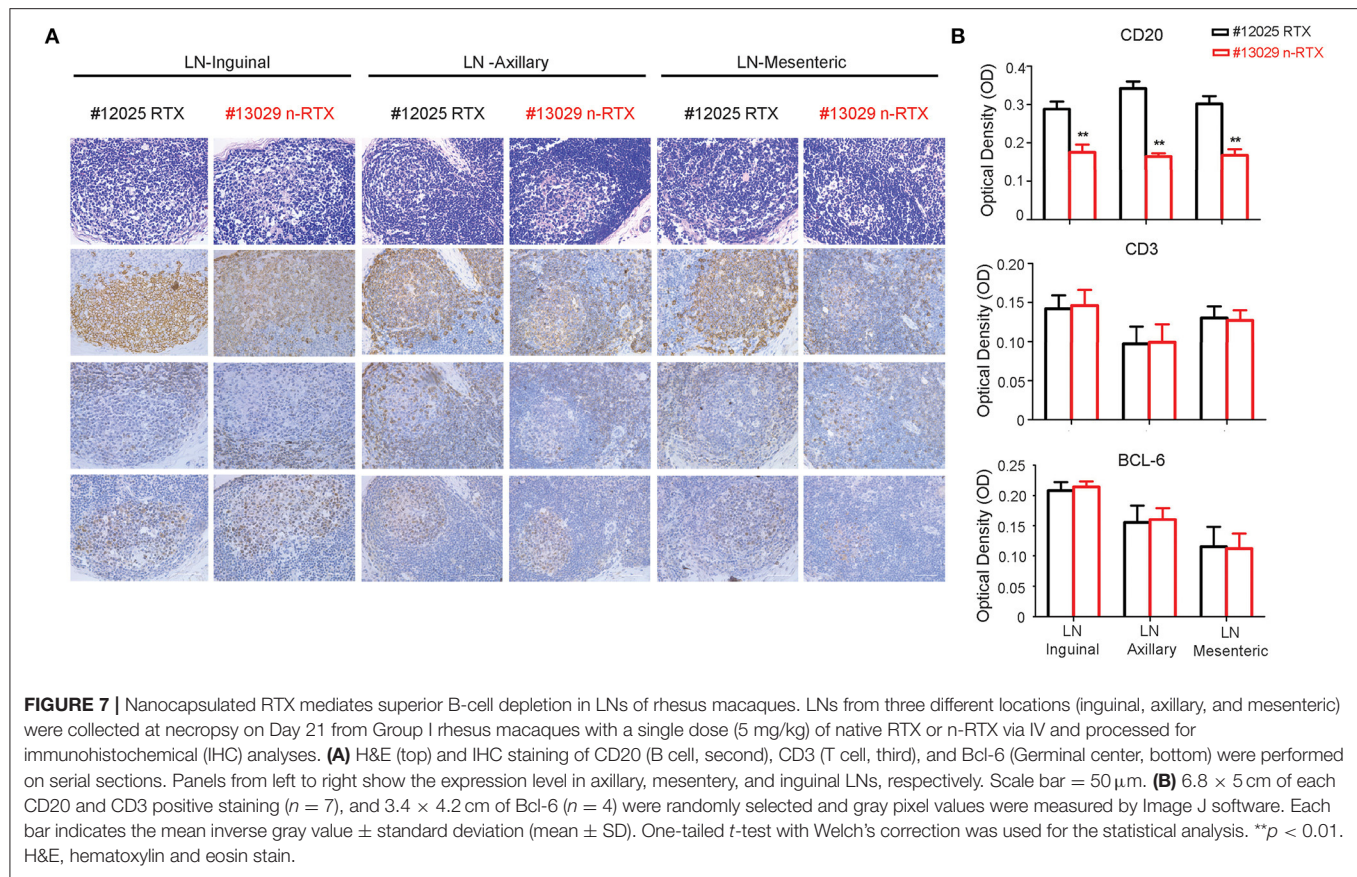 A
LN-Inguinal LN -Axillary LN-Mesenteric
#12025 RTX #13029 n-RTX #12025 RTX #13029 n-RTX #12025 RTX #13029 n-RTX
B
#12025 RTX
#13029 n-RTX
CD20
Optical Density (OD)
0.4
0.3
0.2
0.1
0
** ** **
CD3
Optical Density (OD)
0.20
0.15
0.10
0.05
0
BCL-6
Optical Density (OD)
0.25
0.20
0.15
0.10
0
LN LN LN
Inguinal Axillary Mesenteric
FIGURE 7 | Nanocapsulated RTX mediates superior B-cell depletion in LNs of rhesus macaques. LNs from three different locations (inguinal, axillary, and mesenteric)
were collected at necropsy on Day 21 from Group I rhesus macaques with a single dose (5 mg/kg) of native RTX or n-RTX via IV and processed for
immunohistochemical (IHC) analyses. (A) H&E (top) and IHC staining of CD20 (B cell, second), CD3 (T cell, third), and Bcl-6 (Germinal center, bottom) were performed
on serial sections. Panels from left to right show the expression level in axillary, mesentery, and inguinal LNs, respectively. Scale bar = 50 μm. (B) 6.8 × 5 cm of each
CD20 and CD3 positive staining (n = 7), and 3.4 × 4.2 cm of Bcl-6 (n = 4) were randomly selected and gray pixel values were measured by Image J software. Each
bar indicates the mean inverse gray value ± standard deviation (mean ± SD). One-tailed t-test with Welch's correction was used for the statistical analysis. **p < 0.01.
H&E, hematoxylin and eosin stain.